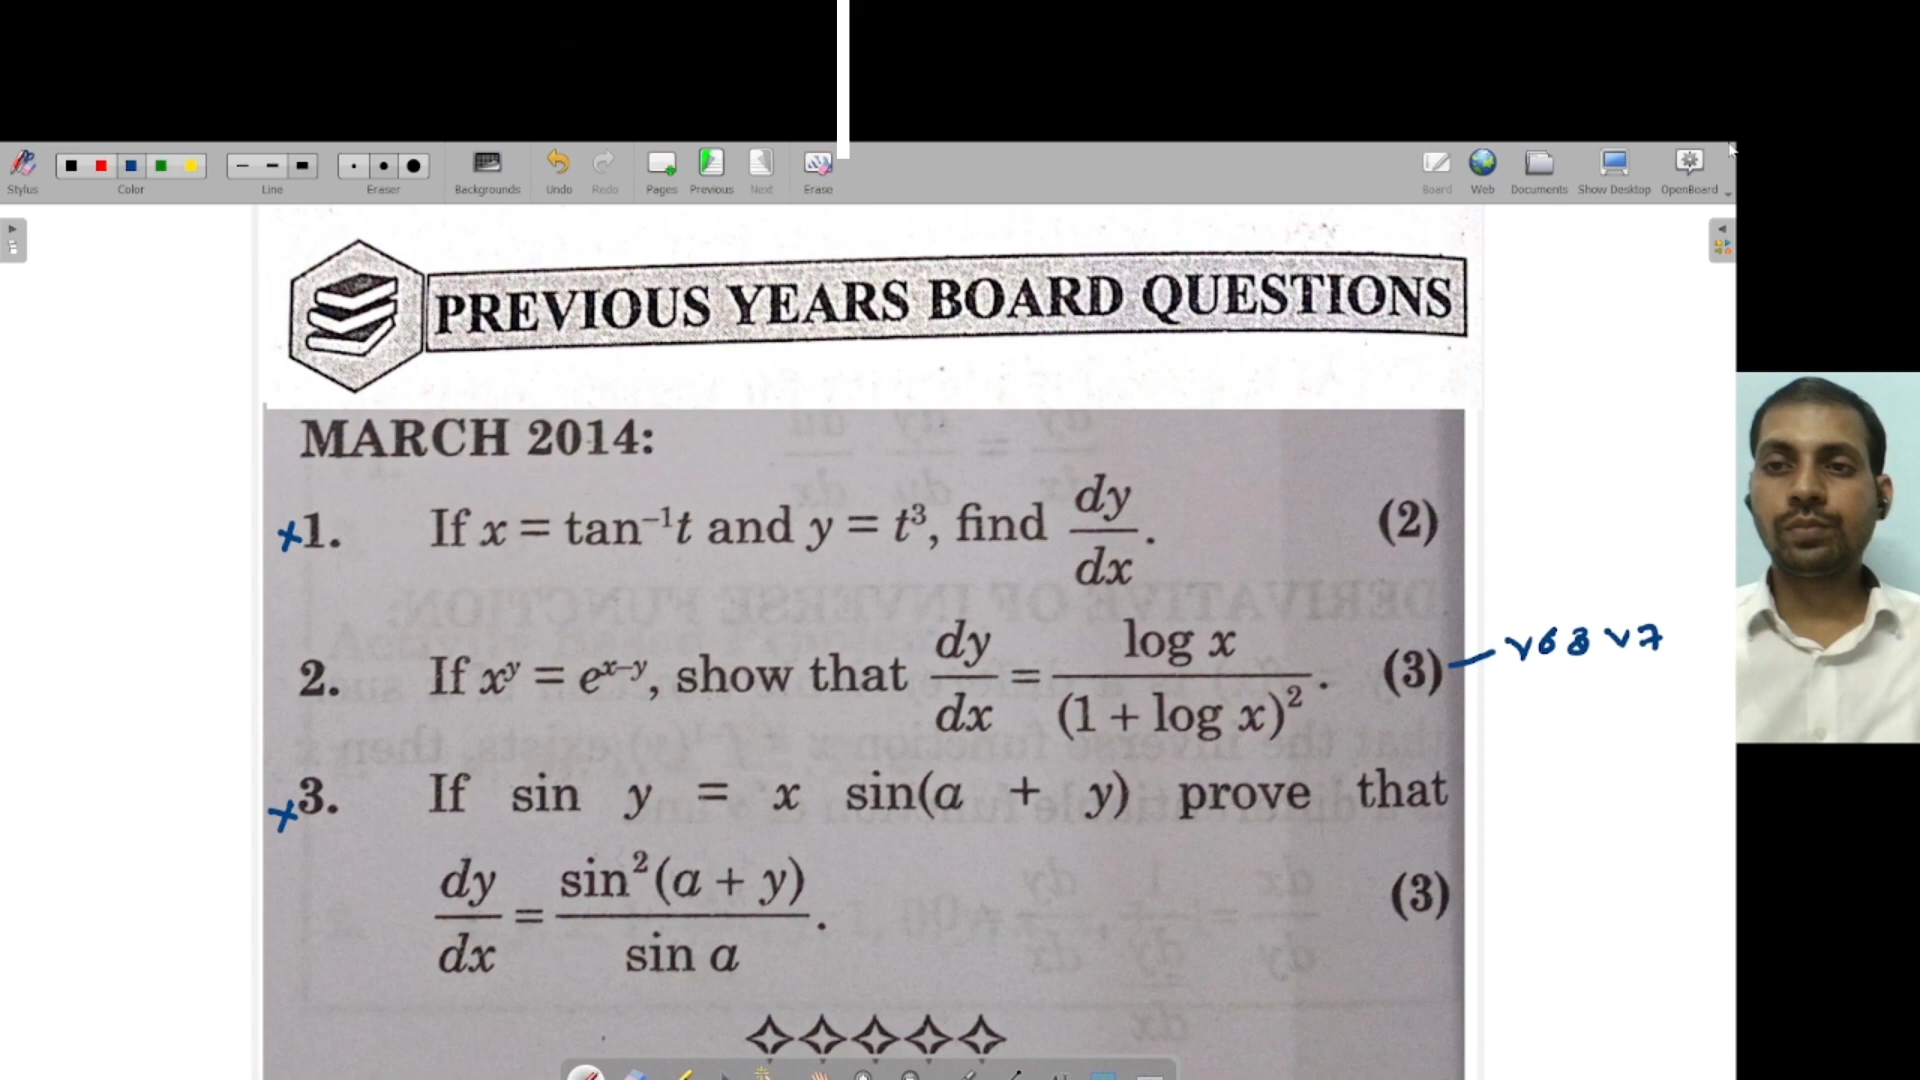 Stylus Color Line Eraser Backgrounds Undo Redo Pages Previous Next Erase Board Web Documents Show Desktop OpenBoard
PREVIOUS YEARS BOARD QUESTIONS
MARCH 2014:
×1. If x = tan⁻¹t and y = t³, find dy/dx. (2)
2. If xʸ = eˣ⁻ʸ, show that dy/dx = log x/(1 + log x)². (3)
×3. If sin y = x sin(a + y) prove that
dy/dx = sin²(a + y)/sin a. (3)